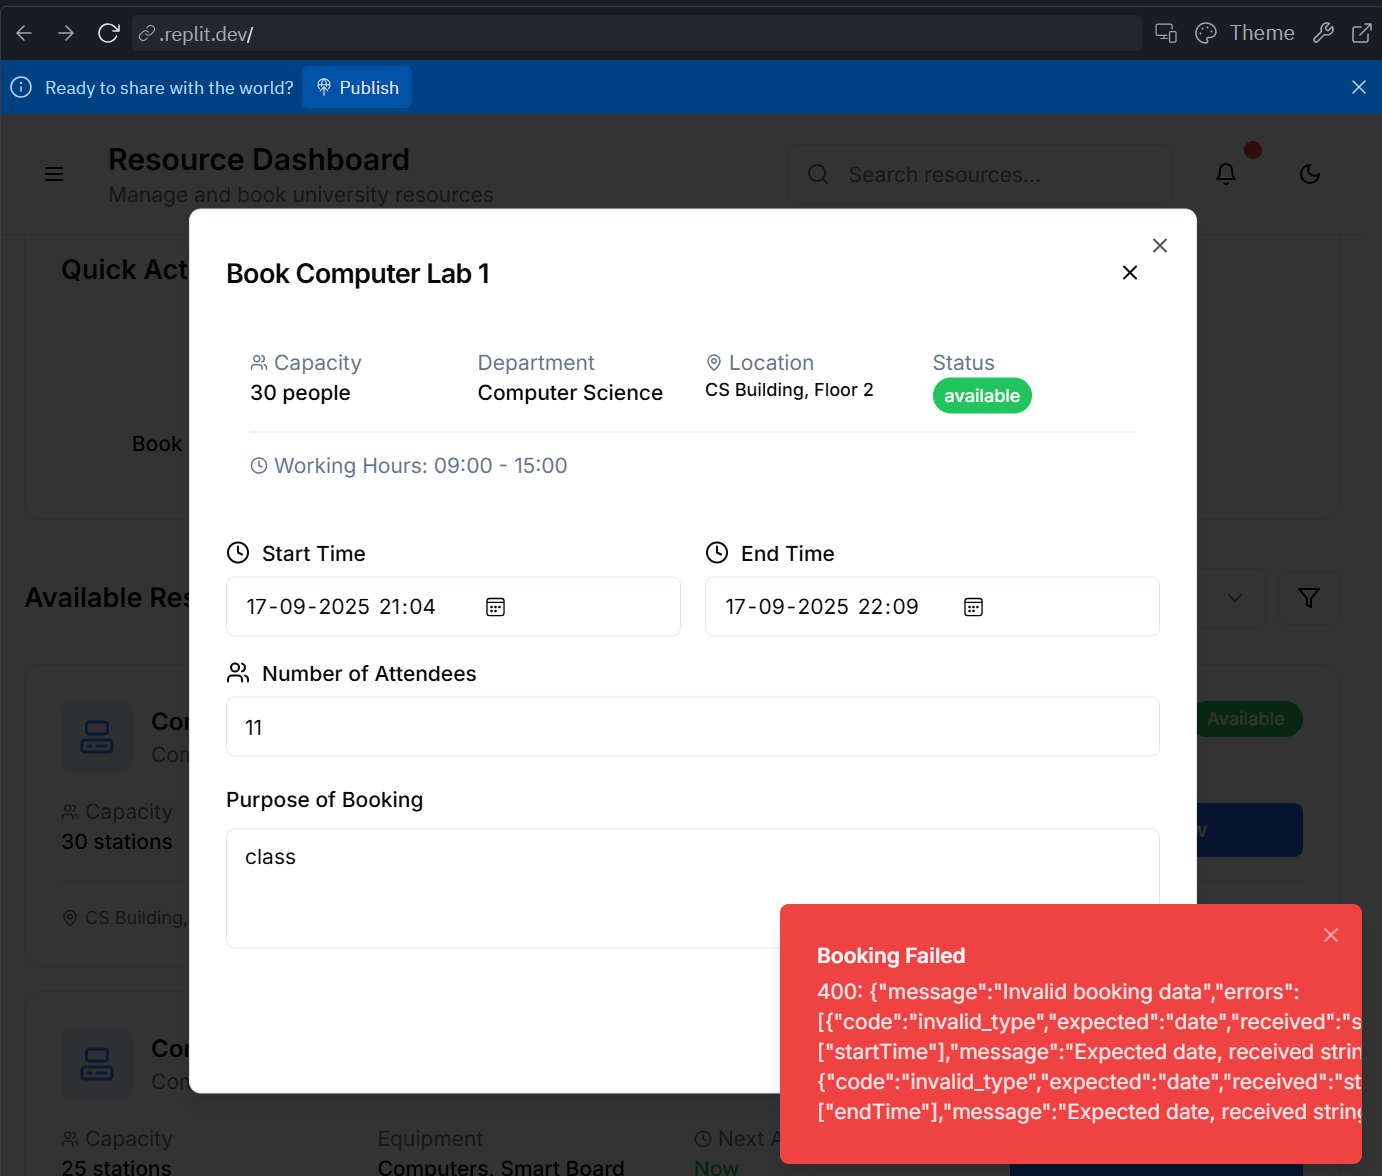 .replit.dev/
Theme
Ready to share with the world?
Publish
Resource Dashboard
Manage and book university resources
Search resources...
Quick Act
Book
Available Res
Book Computer Lab 1
Capacity
30 people
Department
Computer Science
Location
CS Building, Floor 2
Status
available
Working Hours: 09:00 - 15:00
Start Time
17-09-2025 21:04
End Time
17-09-2025 22:09
Number of Attendees
11
Purpose of Booking
class
Available
Capacity
30 stations
CS Building,
Booking Failed
400: {"message":"Invalid booking data","errors":
[{"code":"invalid_type","expected":"date","received":"s
["startTime"],"message":"Expected date, received strin
{"code":"invalid_type","expected":"date","received":"st
["endTime"],"message":"Expected date, received string
Capacity
25 stations
Equipment
Computers, Smart Board
Next A
Now